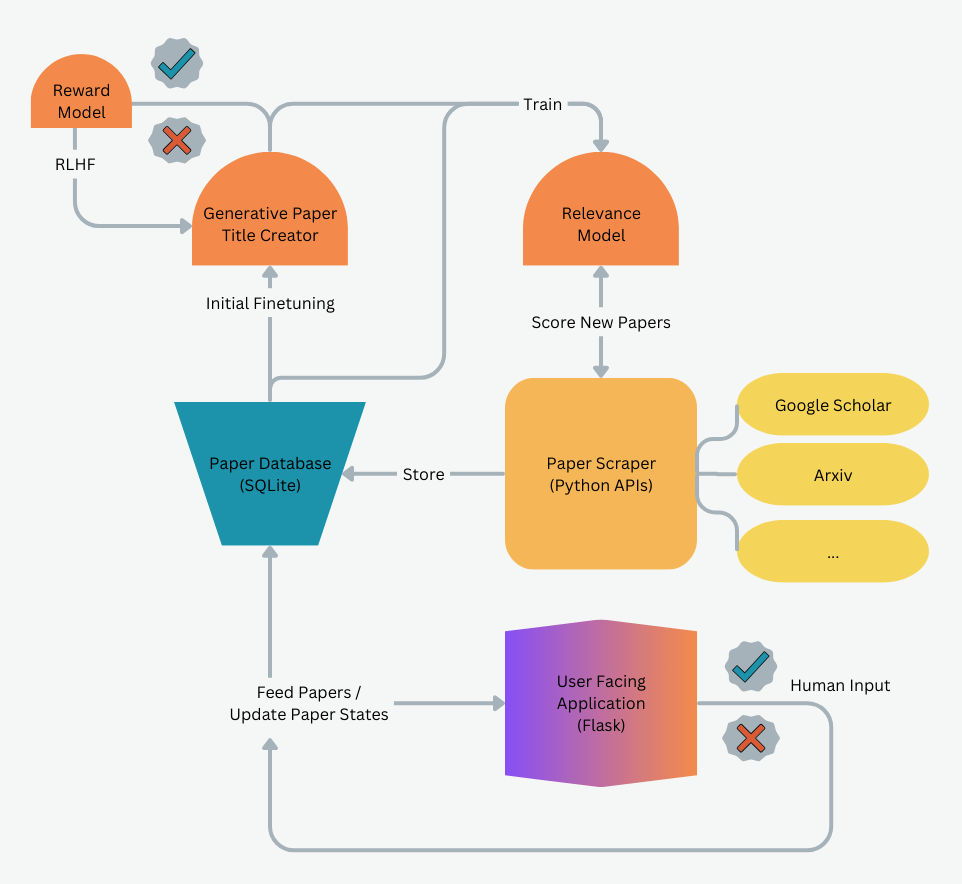 Reward
Model
Train
RLHF
Generative Paper
Title Creator
Relevance
Model
Initial Finetuning
Score New Papers
Google Scholar
Paper Database
(SQLite)
Store
Paper Scraper
(Python APIs)
Arxiv
...
User Facing
Application
(Flask)
Human Input
Feed Papers /
Update Paper States